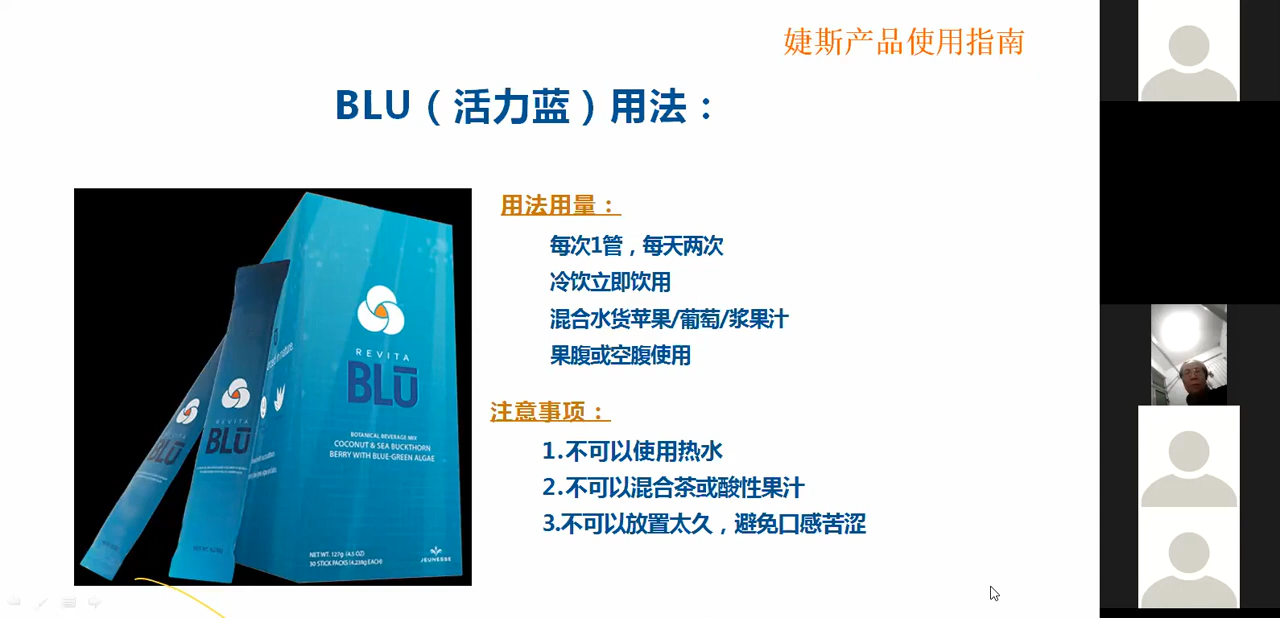 婕斯产品使用指南
BLU（活力蓝）用法：
用法用量：
每次1管，每天两次
冷饮立即饮用
混合水货苹果/葡萄/浆果汁
果腹或空腹使用
注意事项：
1.不可以使用热水
2.不可以混合茶或酸性果汁
3.不可以放置太久，避免口感苦涩
REVITA
BLŪ
BOTANICAL BEVERAGE MIX
COCONUT & SEA BUCKTHORN
BERRY WITH BLUE-GREEN ALGAE
NET WT. 127g (4.5 OZ)
30 STICK PACKS (4.239g EACH)
JEUNESSE
REVITA
BLŪ
BLŪ